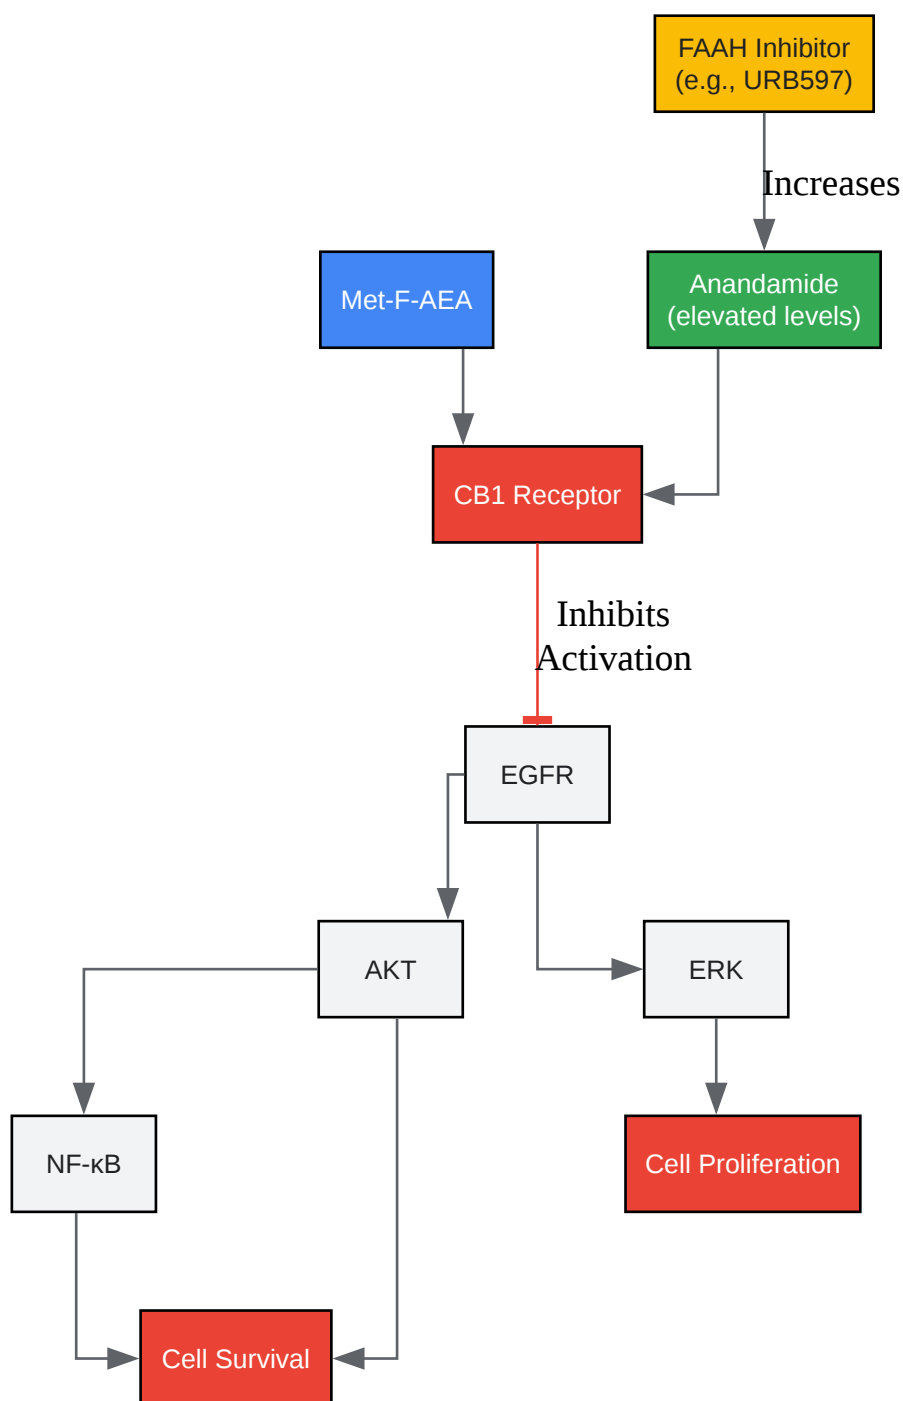 FAAH Inhibitor
(e.g., URB597)
Increases
Met-F-AEA
Anandamide
(elevated levels)
CB1 Receptor
Inhibits
Activation
EGFR
AKT
ERK
NF-κB
Cell Proliferation
Cell Survival